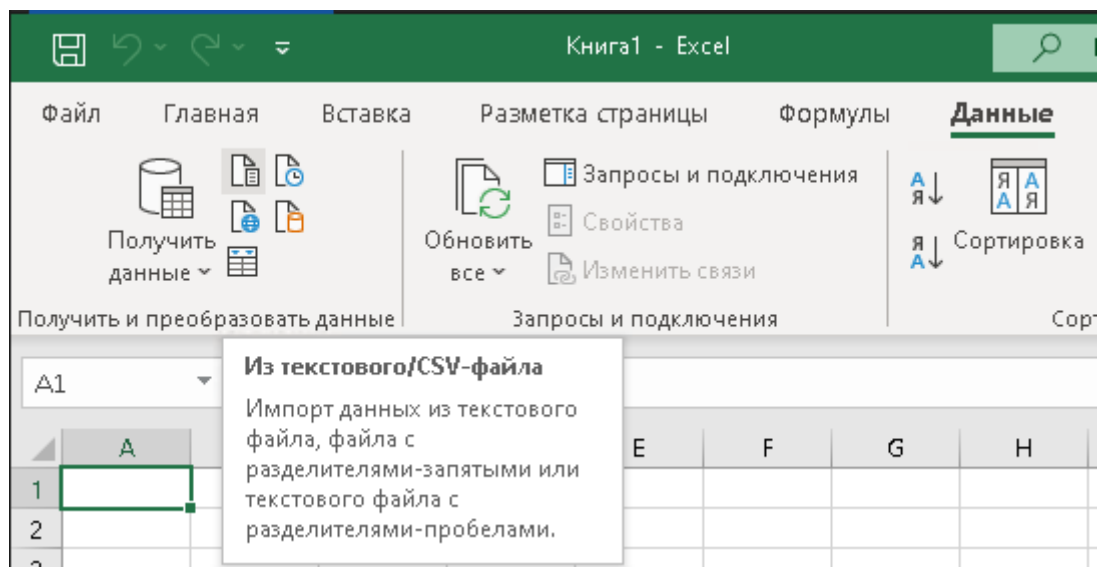 Книга1 - Excel
Файл Главная Вставка Разметка страницы Формулы Данные
Получить данные
Обновить все
Запросы и подключения
Свойства
Изменить связи
А Я
Я А
Я А
А Я
Сортировка
Получить и преобразовать данные
Запросы и подключения
A1
Из текстового/CSV-файла
Импорт данных из текстового
файла, файла с
разделителями-запятыми или
текстового файла с
разделителями-пробелами.
A E F G H
1
2